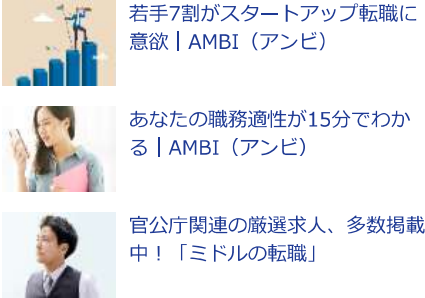 若手7割がスタートアップ転職に
意欲 | AMBI（アンビ）
あなたの職務適性が15分でわか
る | AMBI（アンビ）
官公庁関連の厳選求人、多数掲載
中！「ミドルの転職」